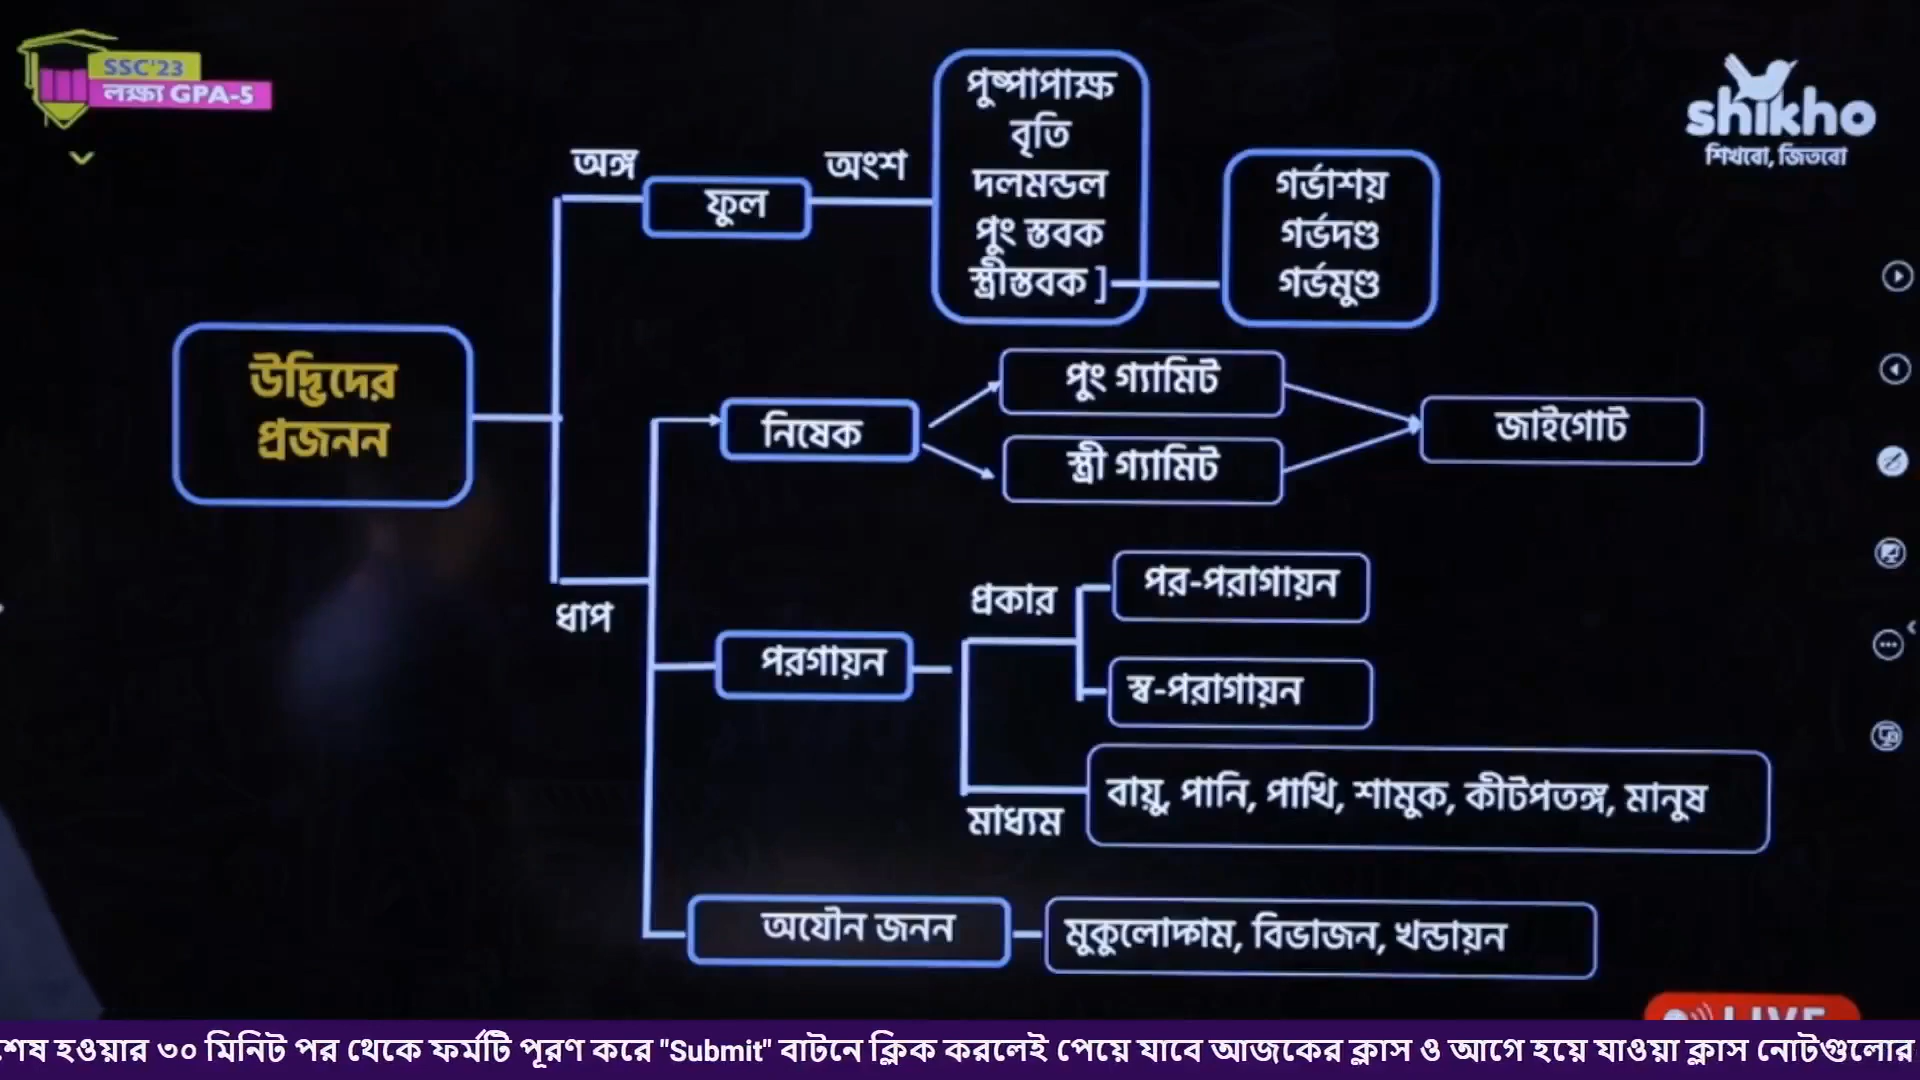 SSC'23
লক্ষ্য GPA-5
shikho
শিখবো, জিতবো
উদ্ভিদের
প্রজনন
অঙ্গ
ফুল
অংশ
পুষ্পাপাক্ষ
বৃতি
দলমন্ডল
পুং স্তবক
স্ত্রীস্তবক ]
গর্ভাশয়
গর্ভদণ্ড
গর্ভমুণ্ড
ধাপ
নিষেক
পুং গ্যামিট
স্ত্রী গ্যামিট
জাইগোট
পরগায়ন
প্রকার
পর-পরাগায়ন
স্ব-পরাগায়ন
মাধ্যম
বায়ু, পানি, পাখি, শামুক, কীটপতঙ্গ, মানুষ
অযৌন জনন
মুকুলোদ্গম, বিভাজন, খন্ডায়ন
LIVE
শেষ হওয়ার ৩০ মিনিট পর থেকে ফর্মটি পূরণ করে "Submit" বাটনে ক্লিক করলেই পেয়ে যাবে আজকের ক্লাস ও আগে হয়ে যাওয়া ক্লাস নোটগুলোর